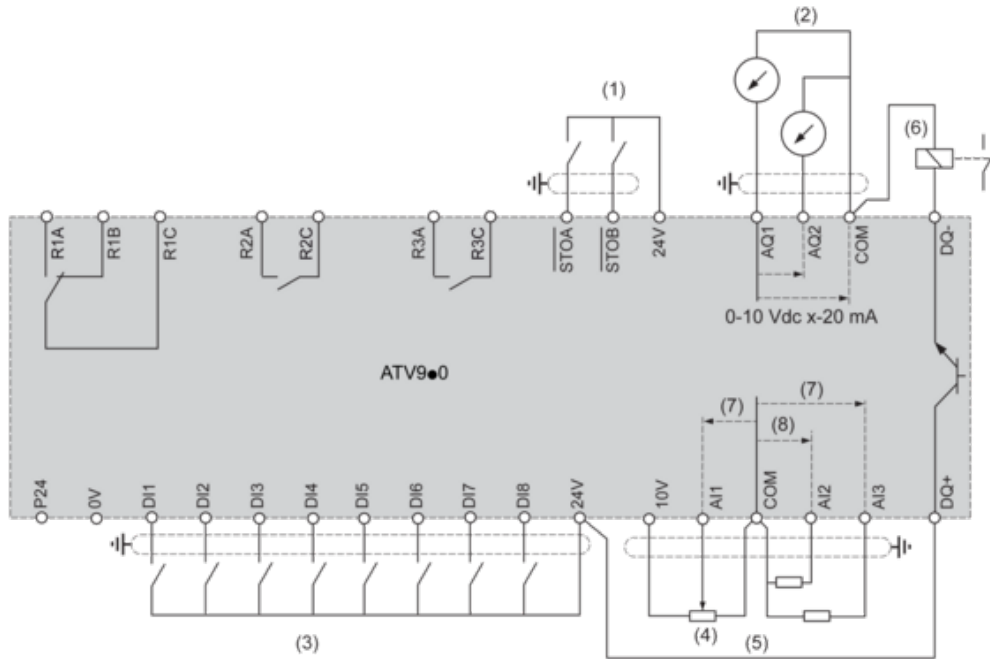 (2)
(1)
(6)
R1A
R1B
R1C
R2A
R2C
R3A
R3C
STOA
STOB
24V
AQ1
AQ2
COM
DQ-
0-10 Vdc x-20 mA
ATV9●0
(7)
(7)
(8)
P24
0V
DI1
DI2
DI3
DI4
DI5
DI6
DI7
DI8
24V
10V
AI1
COM
AI2
AI3
DQ+
(3)
(4)
(5)